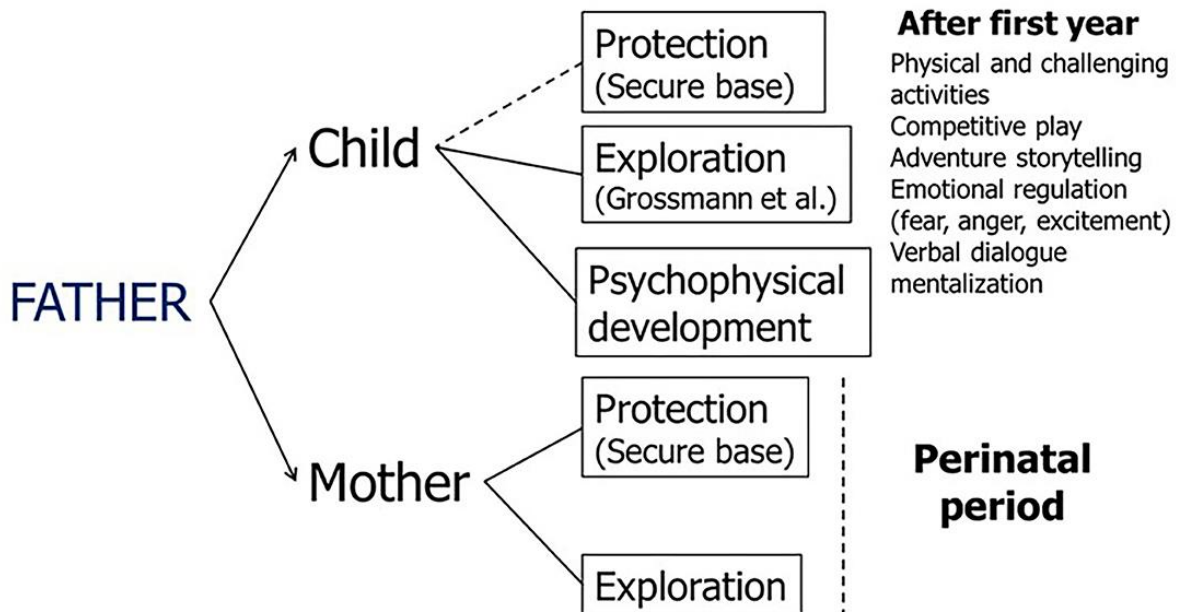 FATHER
Child
Protection
(Secure base)
Exploration
(Grossmann et al.)
Psychophysical
development
After first year
Physical and challenging
activities
Competitive play
Adventure storytelling
Emotional regulation
(fear, anger, excitement)
Verbal dialogue
mentalization
Mother
Protection
(Secure base)
Exploration
Perinatal
period